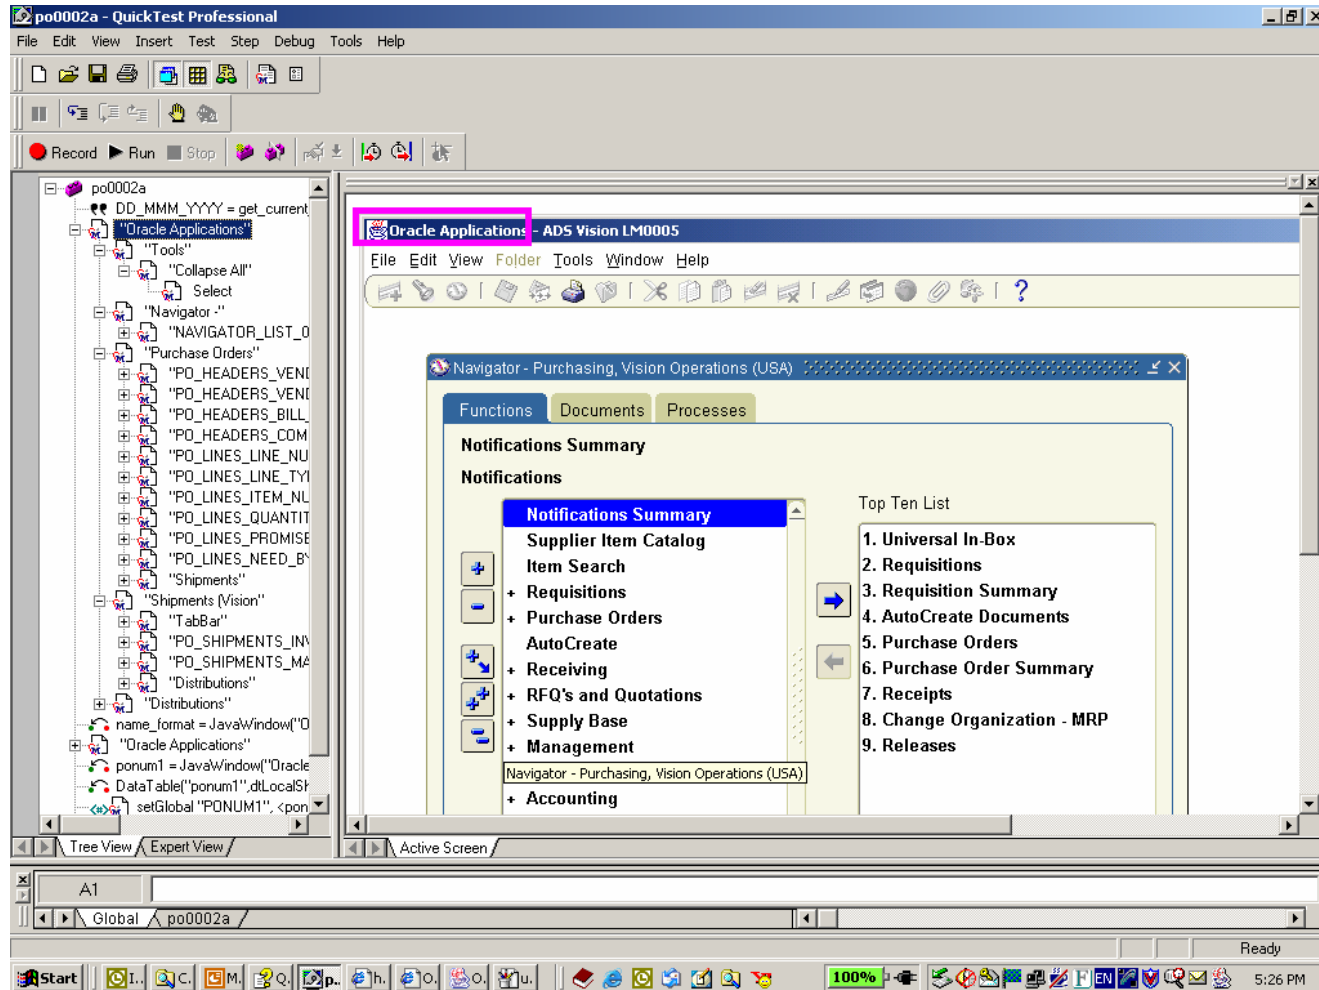 po0002a - QuickTest Professional
File Edit View Insert Test Step Debug Tools Help
Record Run Stop
po0002a
DD_MMM_YYYY = get_current_
"Oracle Applications"
"Tools"
"Collapse All"
Select
"Navigator -"
"NAVIGATOR_LIST_0
"Purchase Orders"
"PO_HEADERS_VEND
"PO_HEADERS_VEND
"PO_HEADERS_BILL_
"PO_HEADERS_COM
"PO_LINES_LINE_NU
"PO_LINES_LINE_TY
"PO_LINES_ITEM_NU
"PO_LINES_QUANTIT
"PO_LINES_PROMISE
"PO_LINES_NEED_B
"Shipments"
"Shipments (Vision"
"TabBar"
"PO_SHIPMENTS_IN
"PO_SHIPMENTS_MA
"Distributions"
"Distributions"
name_format = JavaWindow("O
"Oracle Applications"
ponum1 = JavaWindow("Oracle
DataTable("ponum1",dtLocalSh
setGlobal "PONUM1", <pon
Tree View Expert View
Oracle Applications - ADS Vision LM0005
File Edit View Folder Tools Window Help
Navigator - Purchasing, Vision Operations (USA)
Functions Documents Processes
Notifications Summary
Notifications
Notifications Summary
Supplier Item Catalog
Item Search
+ Requisitions
+ Purchase Orders
AutoCreate
+ Receiving
+ RFQ's and Quotations
+ Supply Base
+ Management
Navigator - Purchasing, Vision Operations (USA)
+ Accounting
Top Ten List
1. Universal In-Box
2. Requisitions
3. Requisition Summary
4. AutoCreate Documents
5. Purchase Orders
6. Purchase Order Summary
7. Receipts
8. Change Organization - MRP
9. Releases
Active Screen
A1
Global po0002a
Ready
Start I.. C. M. Q. p.. h. O. O. u. 100% EN 5:26 PM